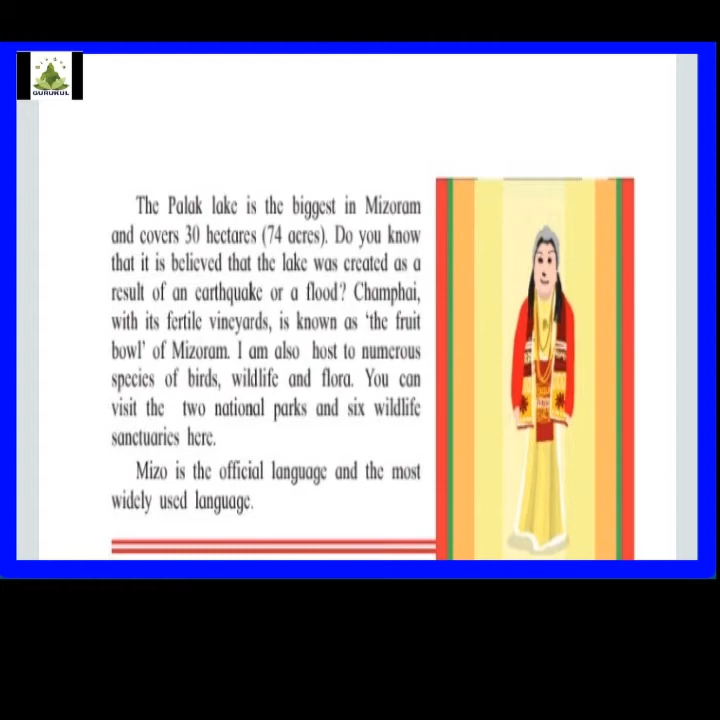 GURUKUL
The Palak lake is the biggest in Mizoram
and covers 30 hectares (74 acres). Do you know
that it is believed that the lake was created as a
result of an earthquake or a flood? Champhai,
with its fertile vineyards, is known as ‘the fruit
bowl’ of Mizoram. I am also host to numerous
species of birds, wildlife and flora. You can
visit the two national parks and six wildlife
sanctuaries here.
Mizo is the official language and the most
widely used language.